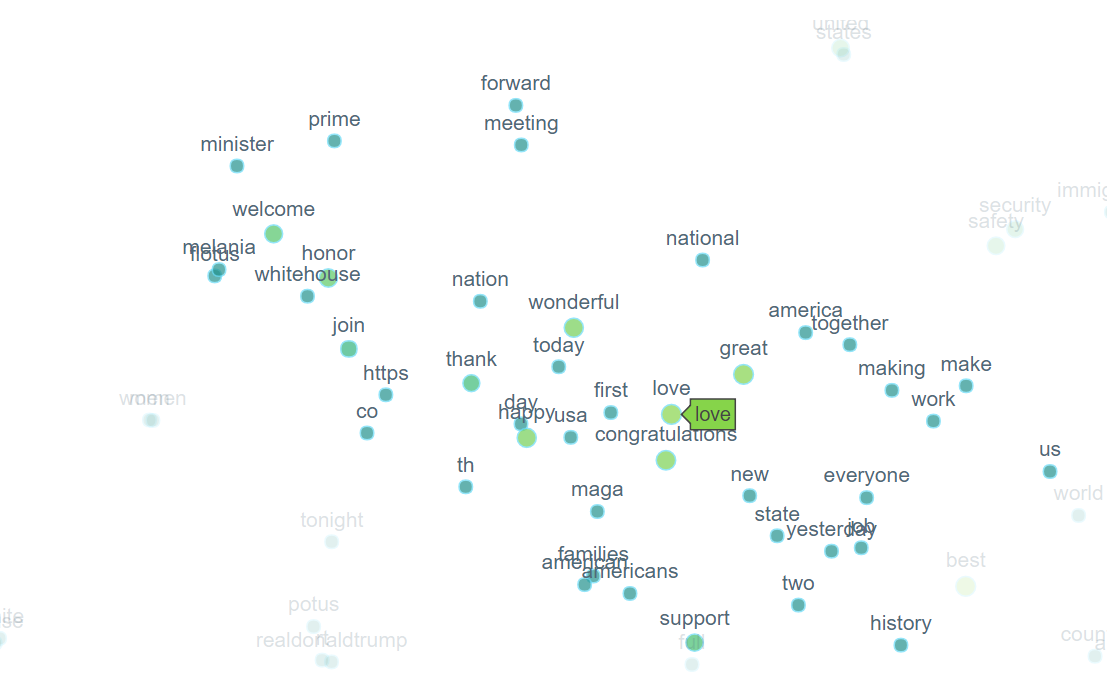 united
states
forward
prime
meeting
minister
security
welcome
safety
national
melania
flotus
honor
whitehouse
nation
wonderful
america
together
join
today
great
thank
https
first
love
making
make
love
women
men
co
day
happy
usa
work
congratulations
us
th
new
everyone
maga
world
state
tonight
yesterday
job
families
american
americans
best
two
potus
support
history
realdonaldtrump
rt
full